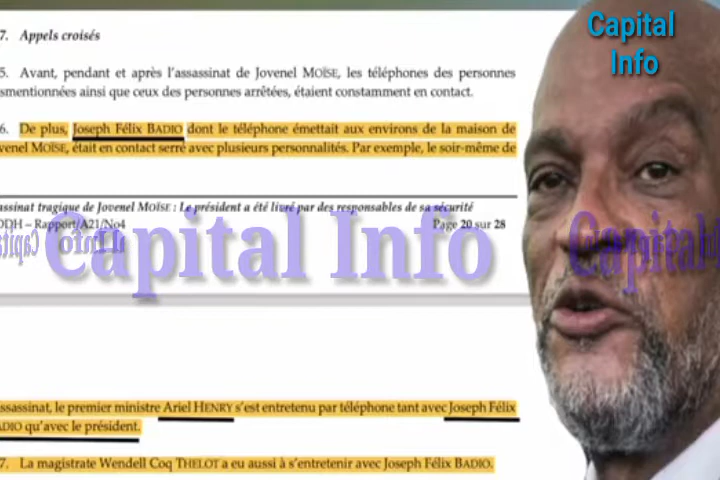 Capital
Info
7. Appels croisés
5. Avant, pendant et après l'assassinat de Jovenel MOÏSE, les téléphones des personnes
smentionnées ainsi que ceux des personnes arrêtées, étaient constamment en contact.
6. De plus, Joseph Félix BADIO dont le téléphone émettait aux environs de la maison de
venel MOÏSE, était en contact serré avec plusieurs personnalités. Par exemple, le soir-même de
assinat tragique de Jovenel MOÏSE : Le président a été livré par des responsables de sa sécurité
DDH – Rapport/A21/No4 Page 20 sur 28
Capital Info
Capital
assassinat, le premier ministre Ariel HENRY s'est entretenu par téléphone tant avec Joseph Félix
ADIO qu'avec le président.
7. La magistrate Wendell Coq THELOT a eu aussi à s'entretenir avec Joseph Félix BADIO.